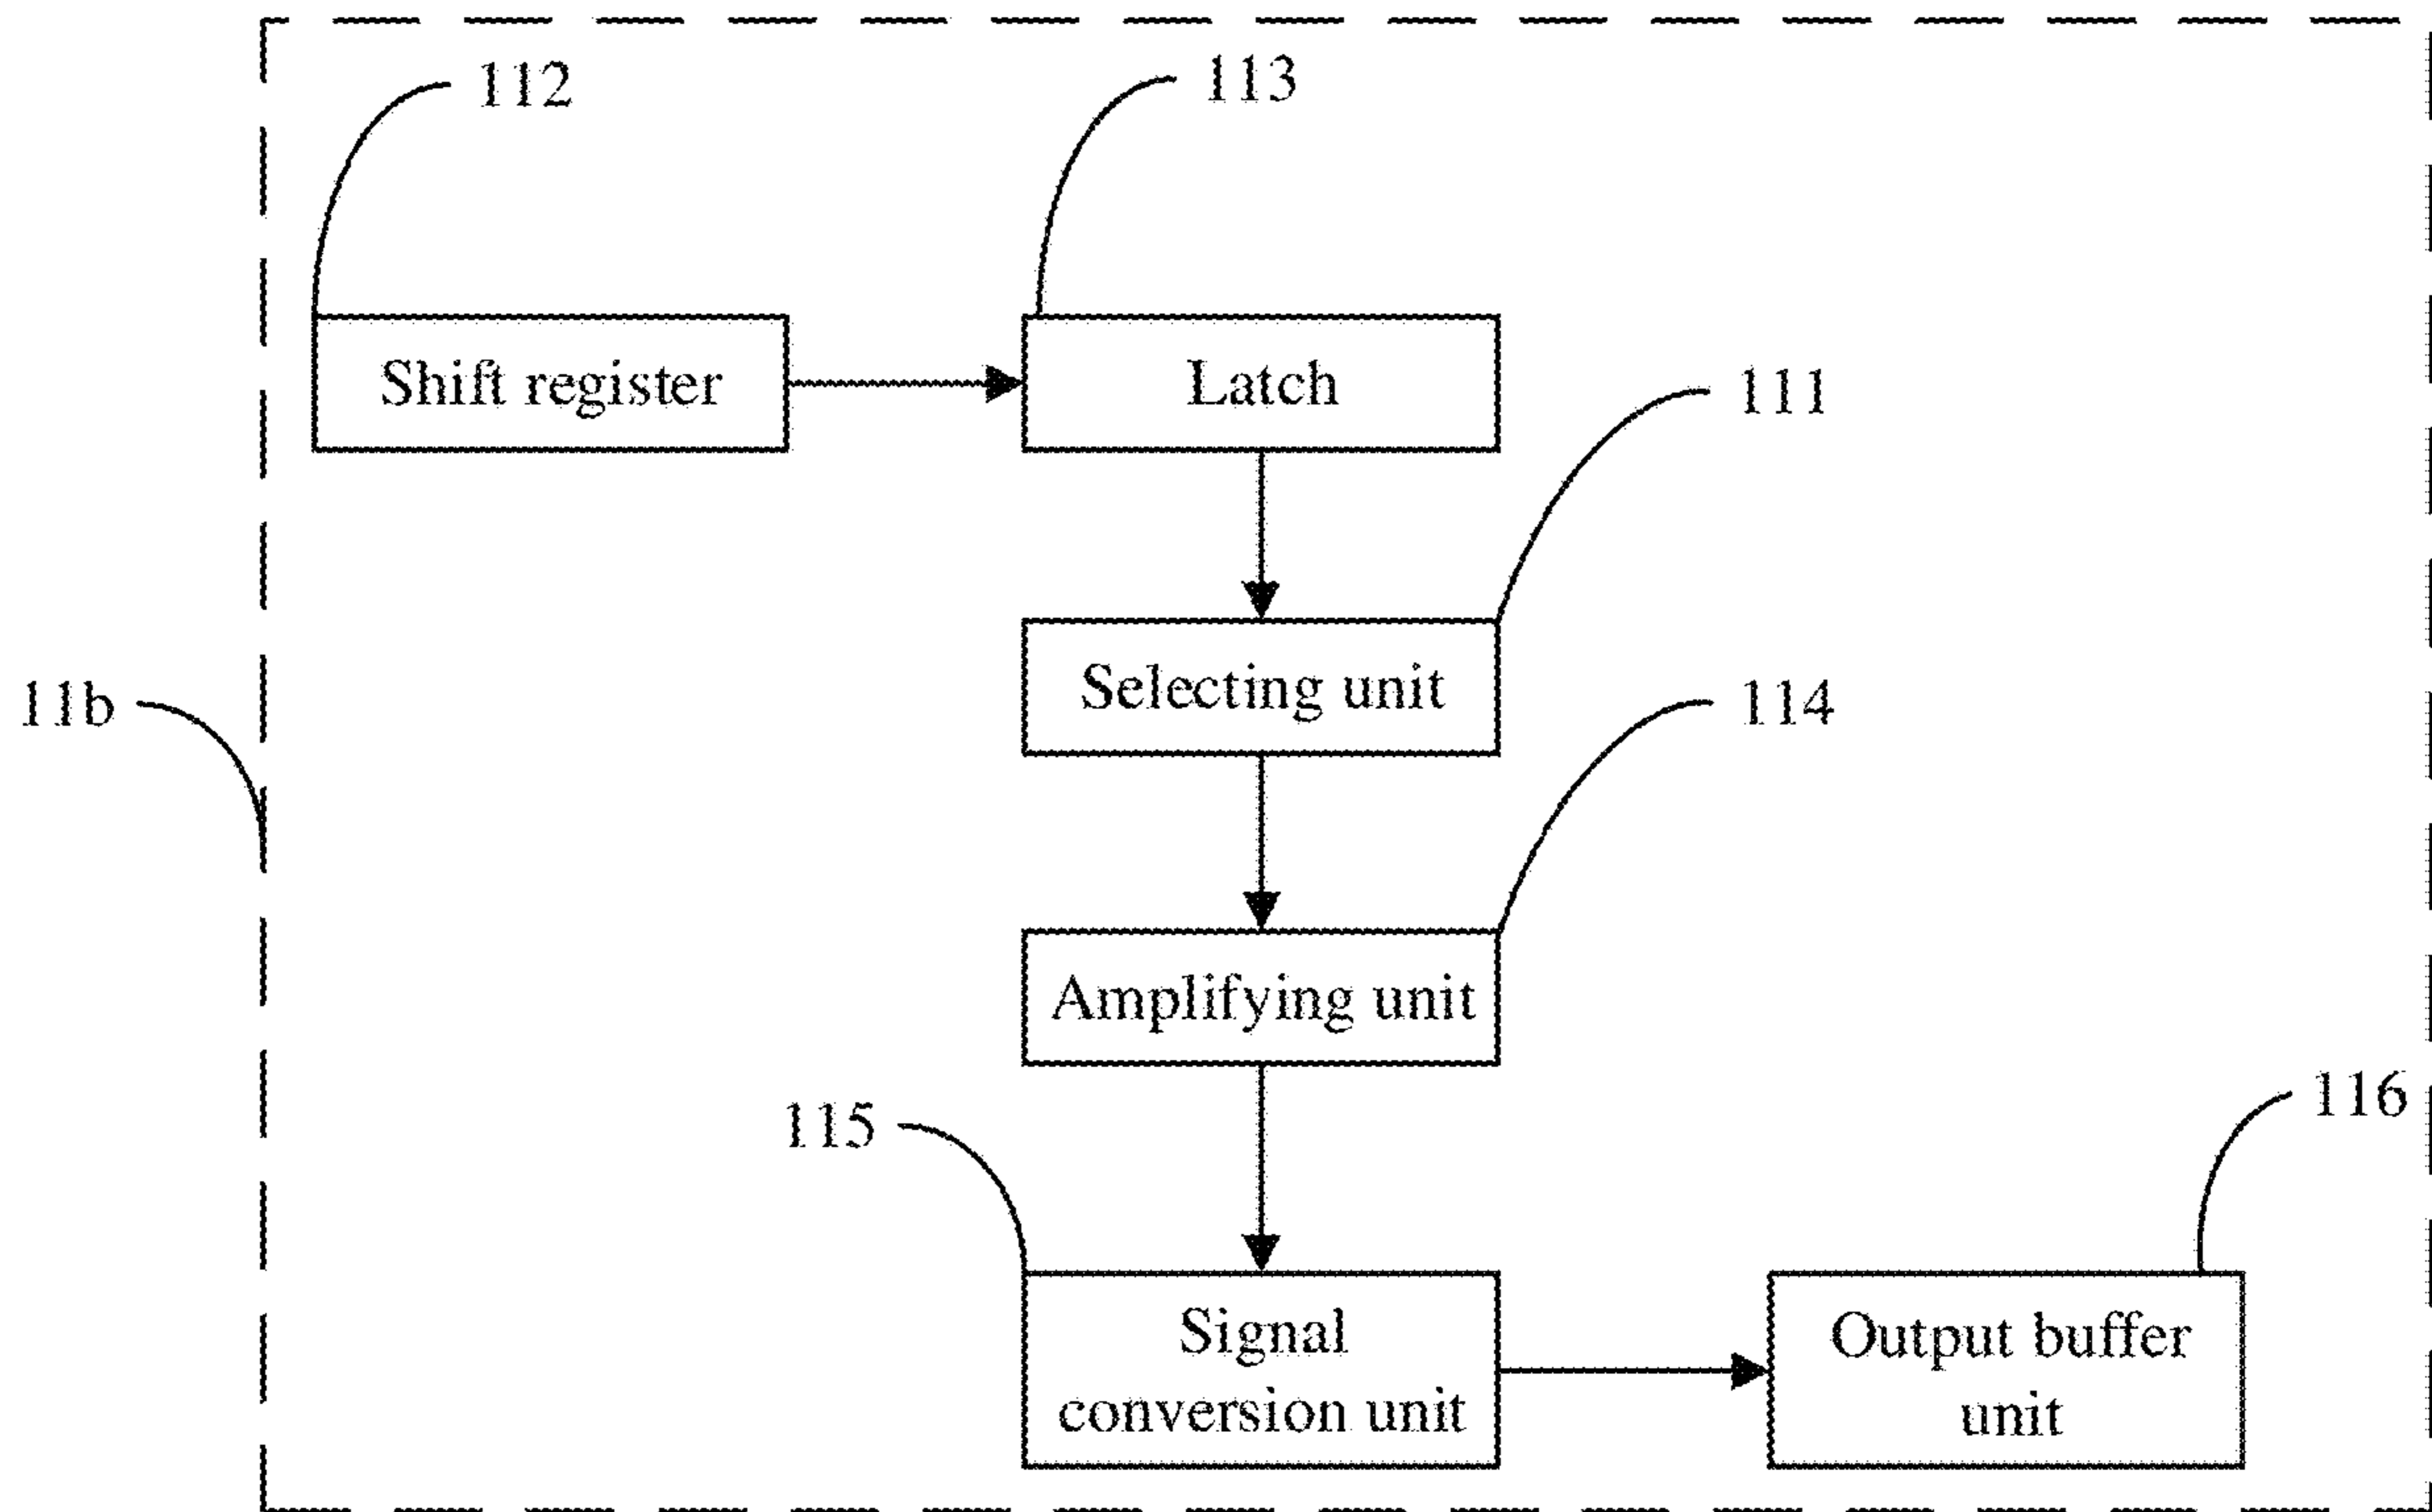 112
113
Shift register
Latch
111
Selecting unit
11b
114
Amplifying unit
115
116
Signal
conversion unit
Output buffer
unit